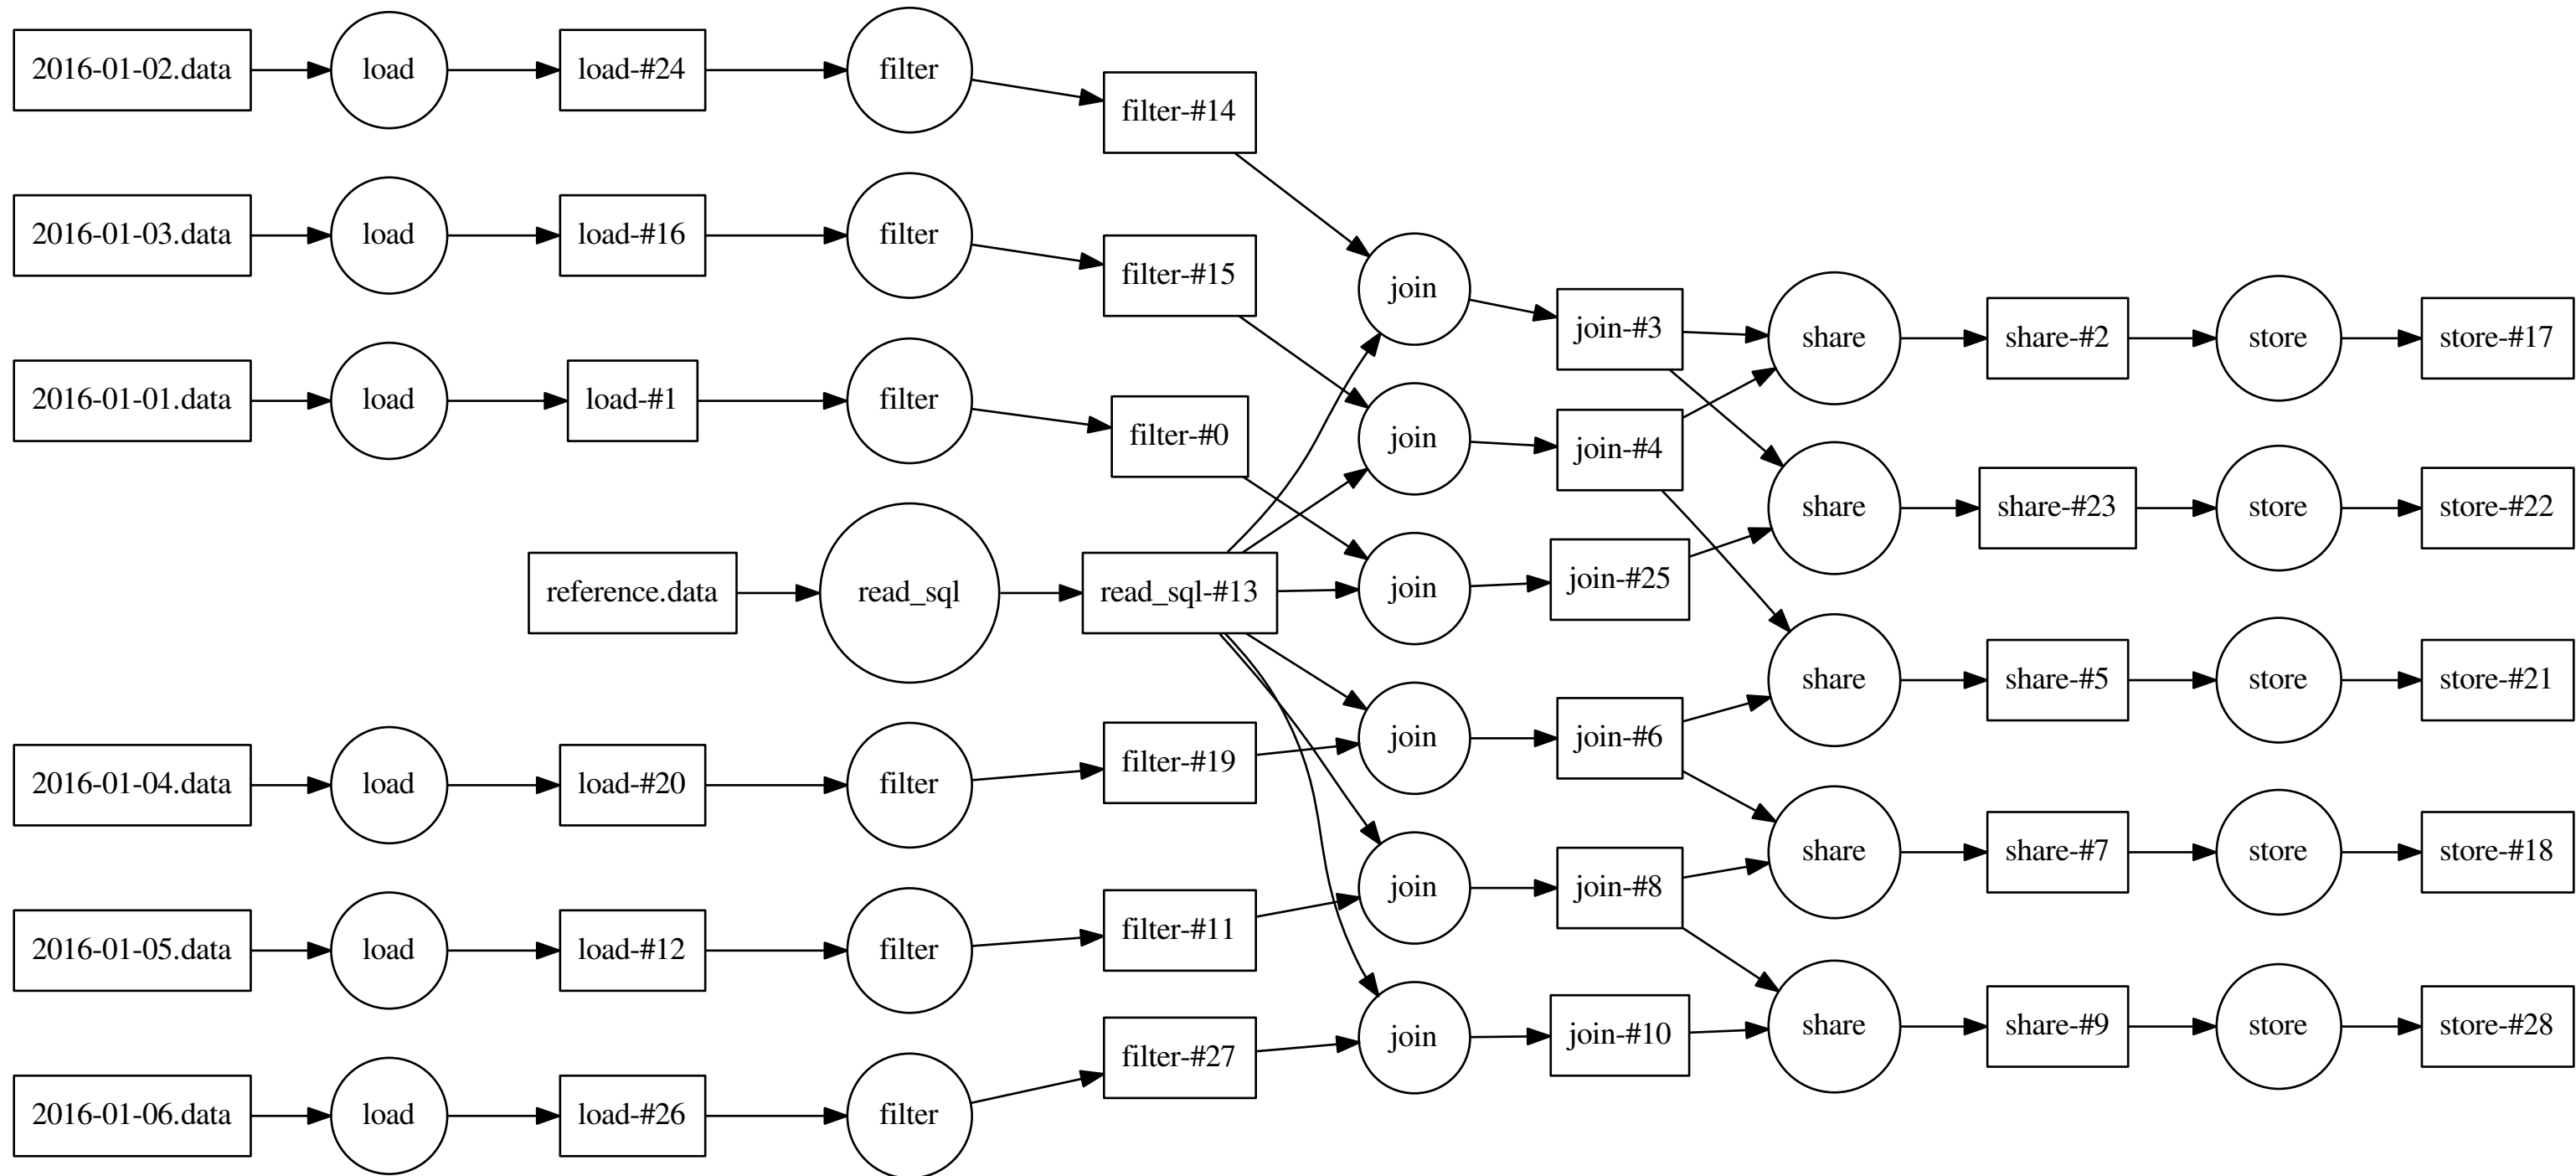 2016-01-02.data
load
load-#24
filter
filter-#14
2016-01-03.data
load
load-#16
filter
filter-#15
join
join-#3
share
share-#2
store
store-#17
2016-01-01.data
load
load-#1
filter
filter-#0
join
join-#4
share
share-#23
store
store-#22
reference.data
read_sql
read_sql-#13
join
join-#25
share
share-#5
store
store-#21
2016-01-04.data
load
load-#20
filter
filter-#19
join
join-#6
share
share-#7
store
store-#18
2016-01-05.data
load
load-#12
filter
filter-#11
join
join-#8
share
share-#9
store
store-#28
2016-01-06.data
load
load-#26
filter
filter-#27
join
join-#10